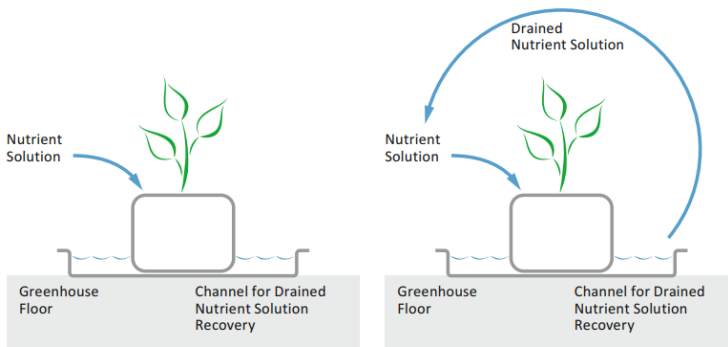 Nutrient
Solution
Greenhouse
Floor
Channel for Drained
Nutrient Solution
Recovery
Drained
Nutrient Solution
Nutrient
Solution
Greenhouse
Floor
Channel for Drained
Nutrient Solution
Recovery